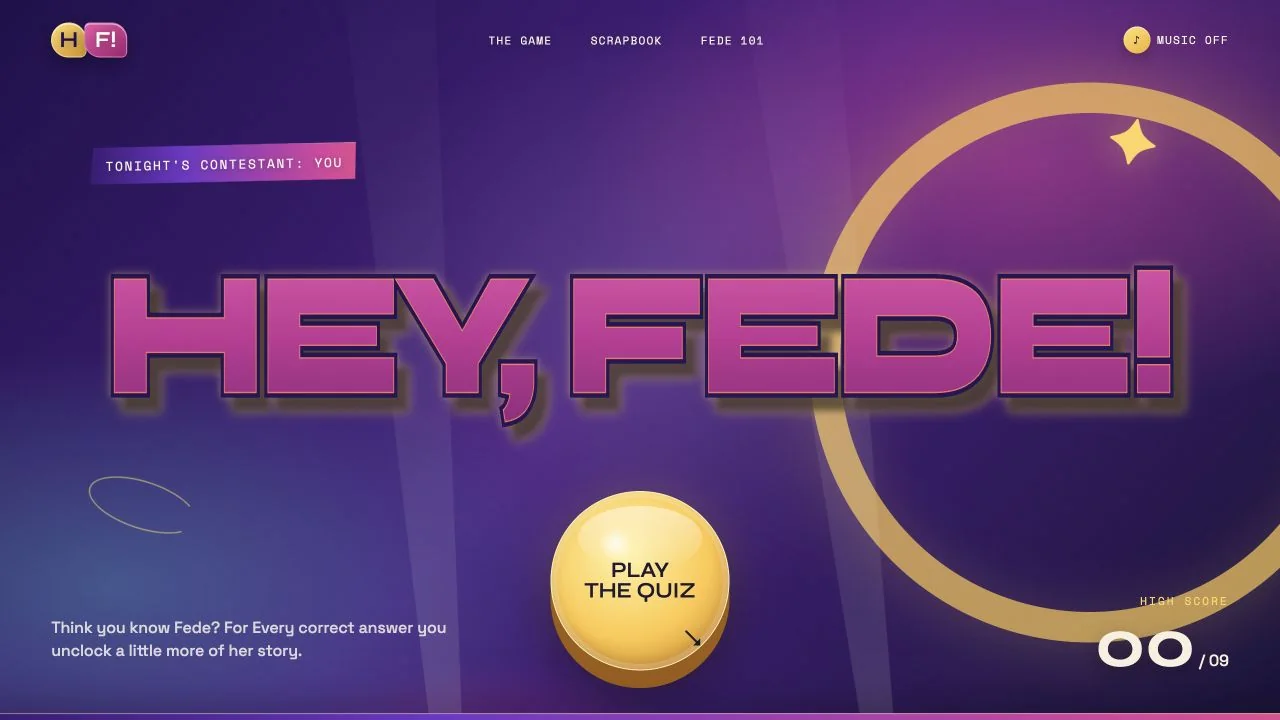 H F!
THE GAME
SCRAPBOOK
FEDE 101
♪ MUSIC OFF
TONIGHT'S CONTESTANT: YOU
HEY, FEDE!
PLAY
THE QUIZ
↘
Think you know Fede? For Every correct answer you
unclock a little more of her story.
HIGH SCORE
00 / 09